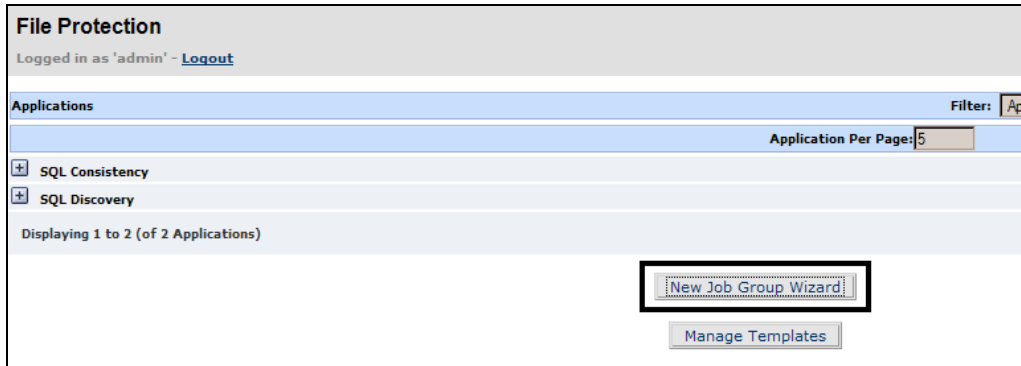 File Protection
Logged in as 'admin' - Logout
Applications Filter: Ap
Application Per Page: 5
SQL Consistency
SQL Discovery
Displaying 1 to 2 (of 2 Applications)
New Job Group Wizard
Manage Templates